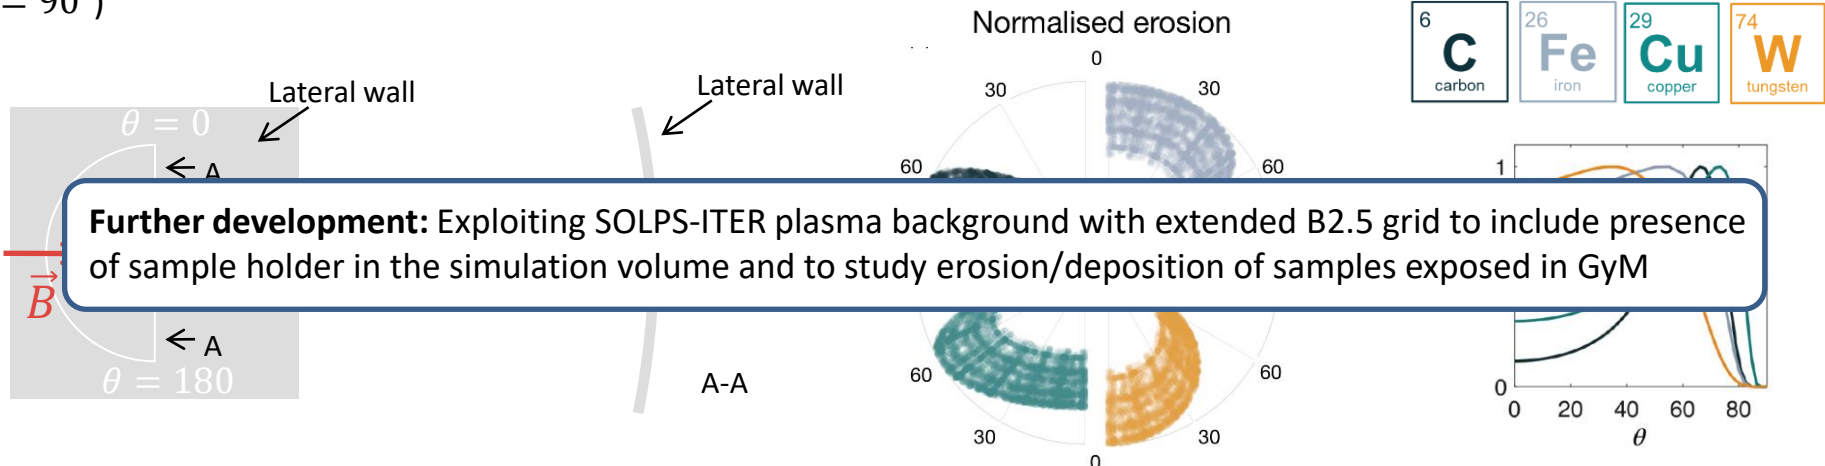 = 90 )
Normalised erosion
6
C
carbon
26
Fe
iron
29
Cu
copper
74
W
tungsten
Lateral wall
Lateral wall
θ = 0
A
0
30
30
60
60
1
Further development: Exploiting SOLPS-ITER plasma background with extended B2.5 grid to include presence
of sample holder in the simulation volume and to study erosion/deposition of samples exposed in GyM
B
A
θ = 180
A-A
60
60
30
30
0
0
0 20 40 60 80
θ